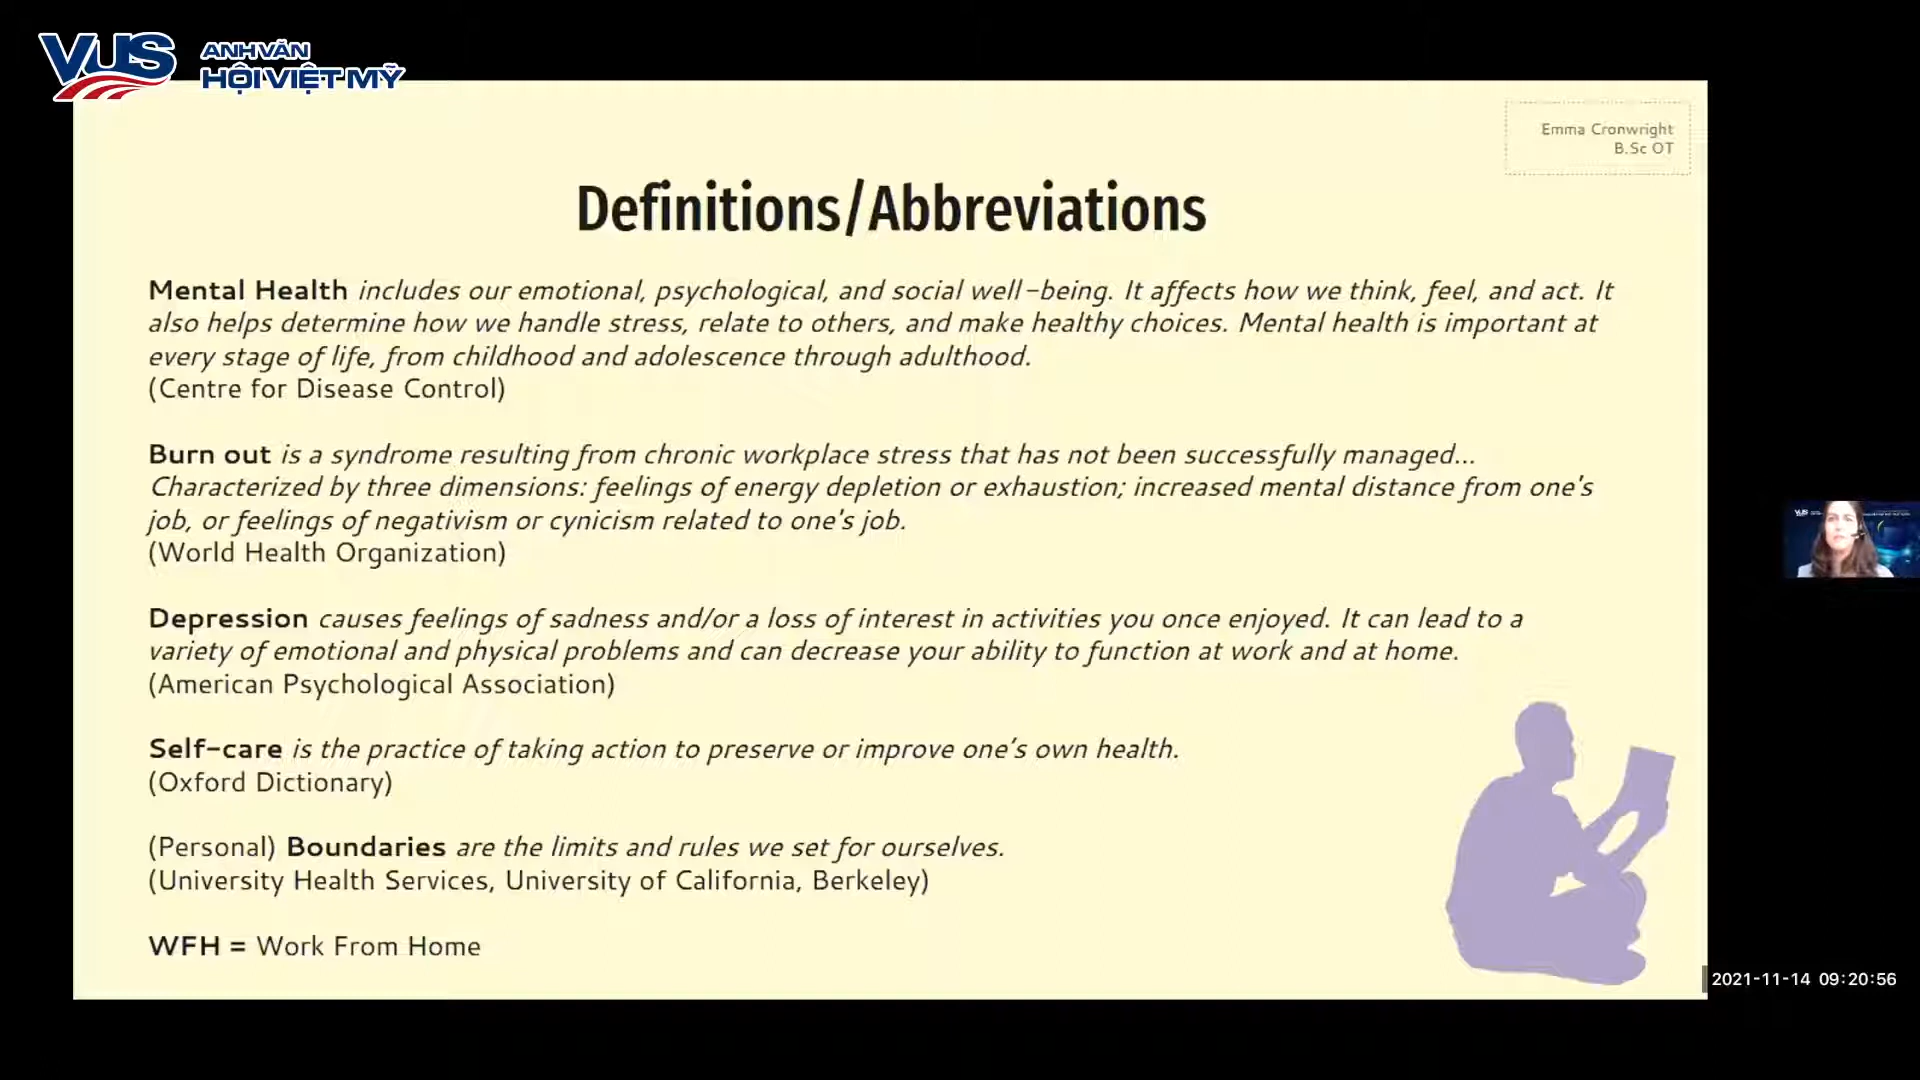 VUS
ANH VĂN
HỘI VIỆT MỸ
Emma Cronwright
B.Sc OT
Definitions/Abbreviations
Mental Health includes our emotional, psychological, and social well-being. It affects how we think, feel, and act. It
also helps determine how we handle stress, relate to others, and make healthy choices. Mental health is important at
every stage of life, from childhood and adolescence through adulthood.
(Centre for Disease Control)
Burn out is a syndrome resulting from chronic workplace stress that has not been successfully managed...
Characterized by three dimensions: feelings of energy depletion or exhaustion; increased mental distance from one's
job, or feelings of negativism or cynicism related to one's job.
(World Health Organization)
Depression causes feelings of sadness and/or a loss of interest in activities you once enjoyed. It can lead to a
variety of emotional and physical problems and can decrease your ability to function at work and at home.
(American Psychological Association)
Self-care is the practice of taking action to preserve or improve one’s own health.
(Oxford Dictionary)
(Personal) Boundaries are the limits and rules we set for ourselves.
(University Health Services, University of California, Berkeley)
WFH = Work From Home
VUS
2021-11-14 09:20:56